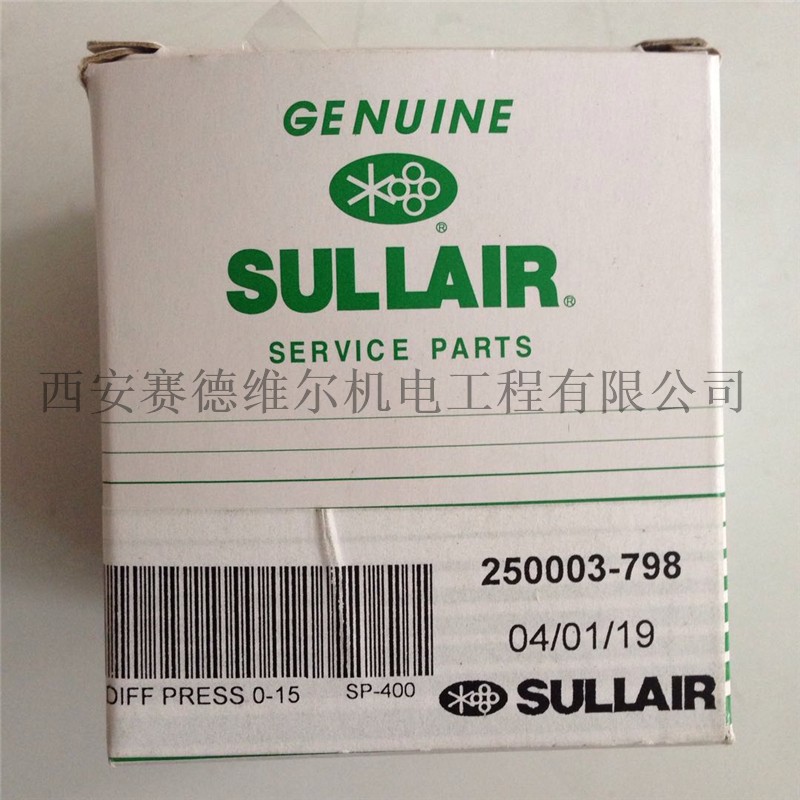 GENUINE
®
SULLAIR®
SERVICE PARTS
西安赛德维尔机电工程有限公司
250003-798
04/01/19
DIFF PRESS 0-15 SP-400
SULLAIR